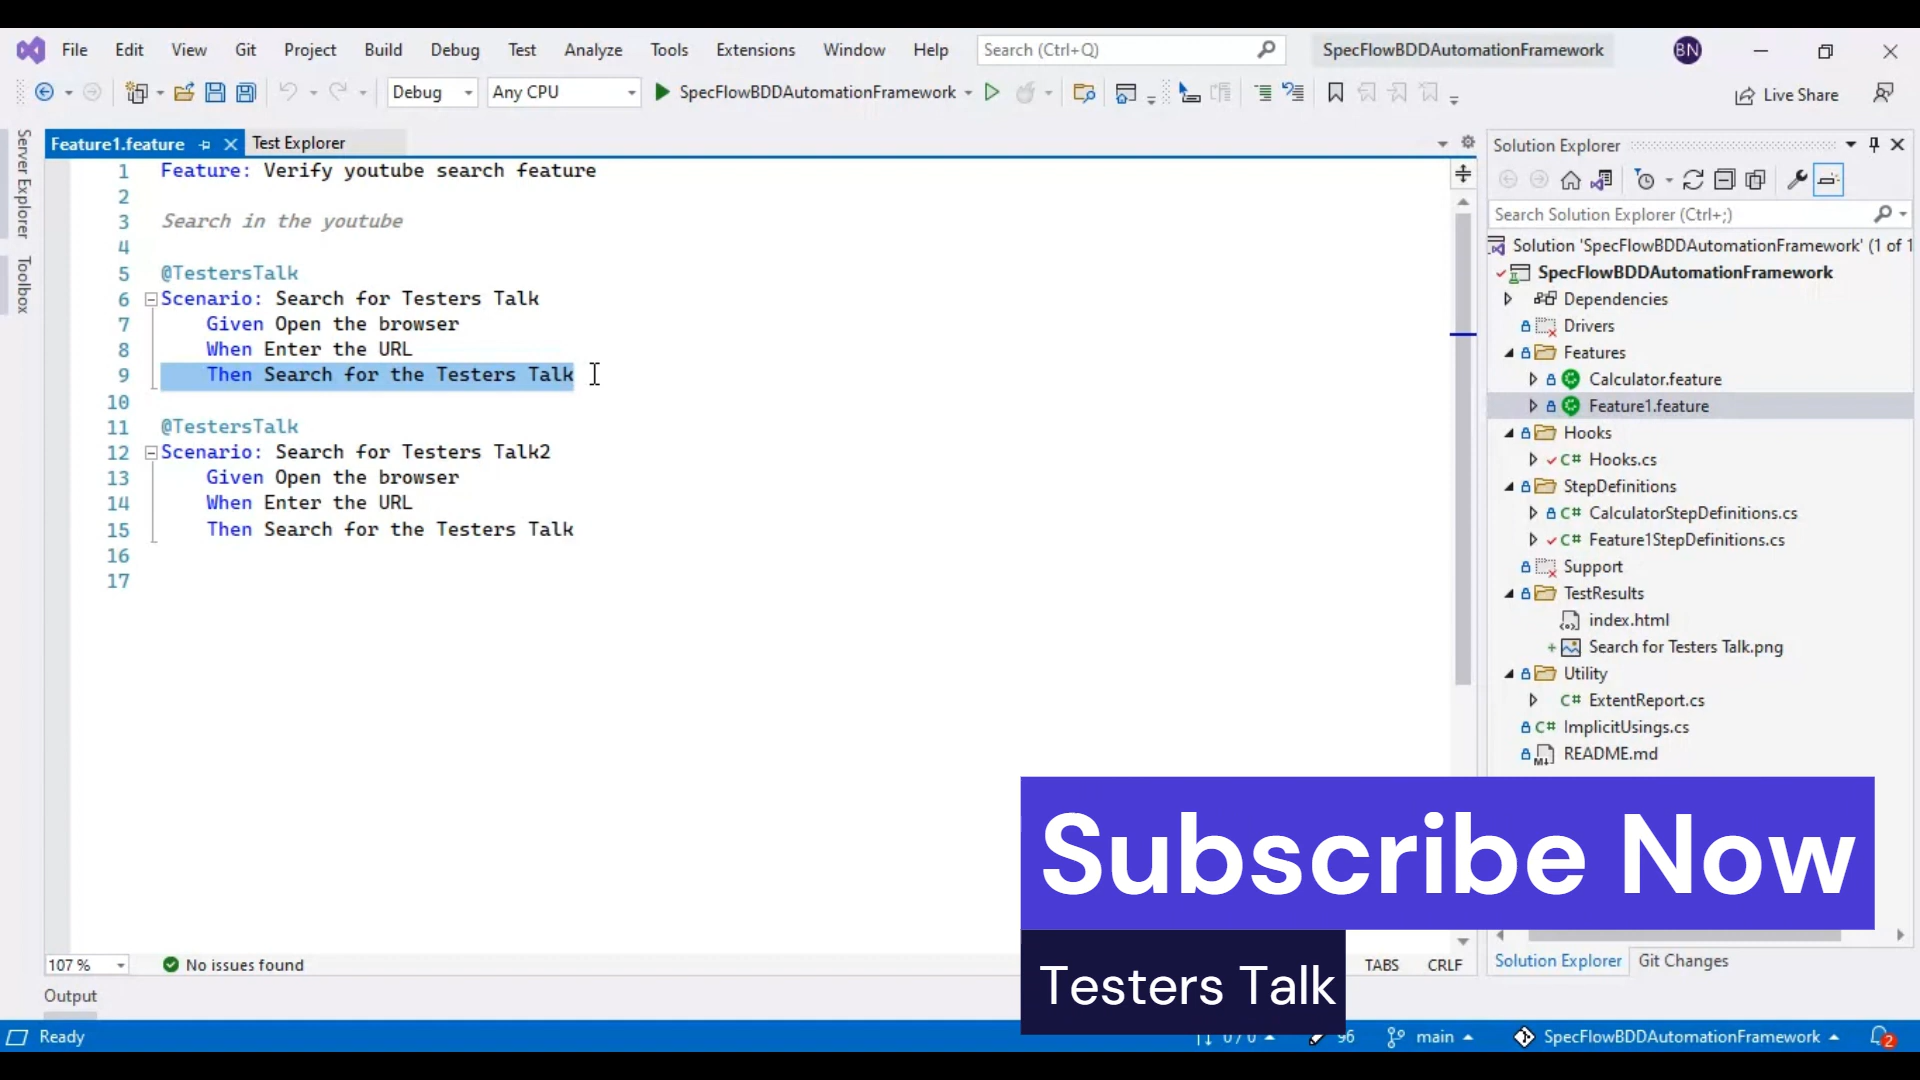 File Edit View Git Project Build Debug Test Analyze Tools Extensions Window Help Search (Ctrl+Q) SpecFlowBDDAutomationFramework BN
Debug Any CPU SpecFlowBDDAutomationFramework Live Share
Server Explorer
Toolbox
Feature1.feature Test Explorer
1 Feature: Verify youtube search feature
2
3 Search in the youtube
4
5 @TestersTalk
6 Scenario: Search for Testers Talk
7 Given Open the browser
8 When Enter the URL
9 Then Search for the Testers Talk
10
11 @TestersTalk
12 Scenario: Search for Testers Talk2
13 Given Open the browser
14 When Enter the URL
15 Then Search for the Testers Talk
16
17
107 % No issues found TABS CRLF
Output
Solution Explorer
Search Solution Explorer (Ctrl+;)
Solution 'SpecFlowBDDAutomationFramework' (1 of 1
SpecFlowBDDAutomationFramework
Dependencies
Drivers
Features
Calculator.feature
Feature1.feature
Hooks
C# Hooks.cs
StepDefinitions
C# CalculatorStepDefinitions.cs
C# Feature1StepDefinitions.cs
Support
TestResults
index.html
Search for Testers Talk.png
Utility
C# ExtentReport.cs
C# ImplicitUsings.cs
README.md
Solution Explorer Git Changes
Subscribe Now
Testers Talk
Ready 0 / 0 96 main SpecFlowBDDAutomationFramework 2